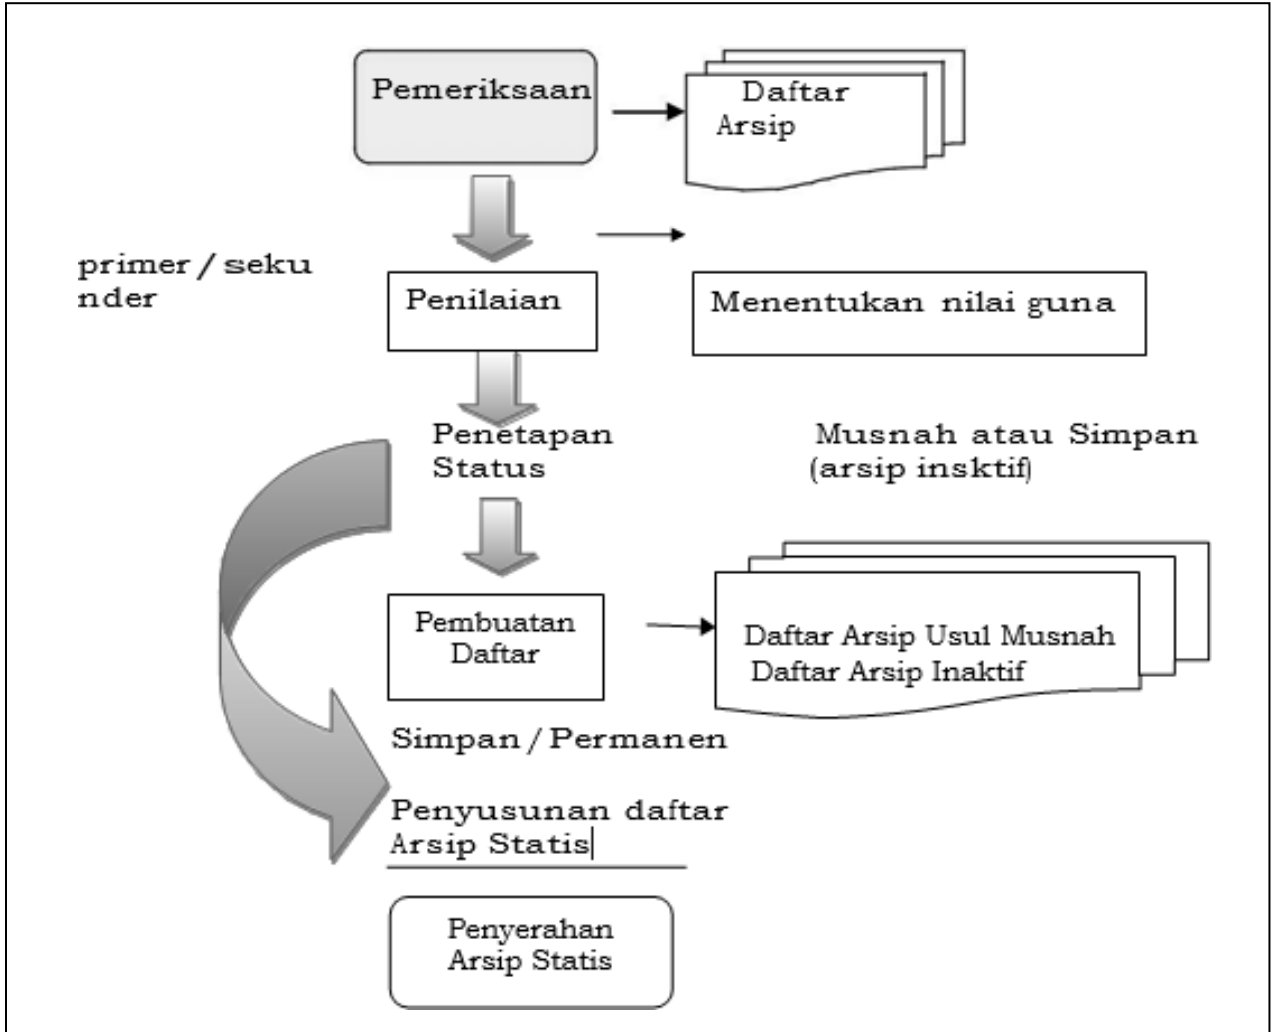 Pemeriksaan
Daftar
Arsip
primer/seku
nder
Penilaian
Menentukan nilai guna
Penetapan
Status
Musnah atau Simpan
(arsip insktif)
Pembuatan
Daftar
Daftar Arsip Usul Musnah
Daftar Arsip Inaktif
Simpan/Permanen
Penyusunan daftar
Arsip Statis
Penyerahan
Arsip Statis